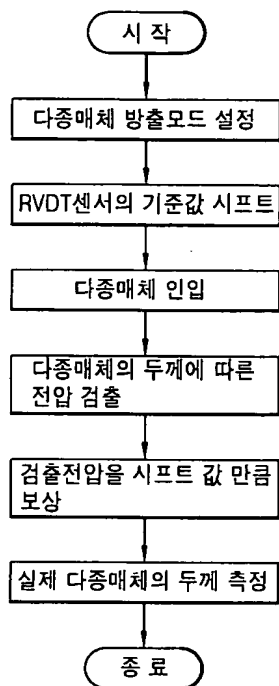 시 작
다종매체 방출모드 설정
RVDT센서의 기준값 시프트
다종매체 인입
다종매체의 두께에 따른
전압 검출
검출전압을 시프트 값 만큼
보상
실제 다종매체의 두께 측정
종 료